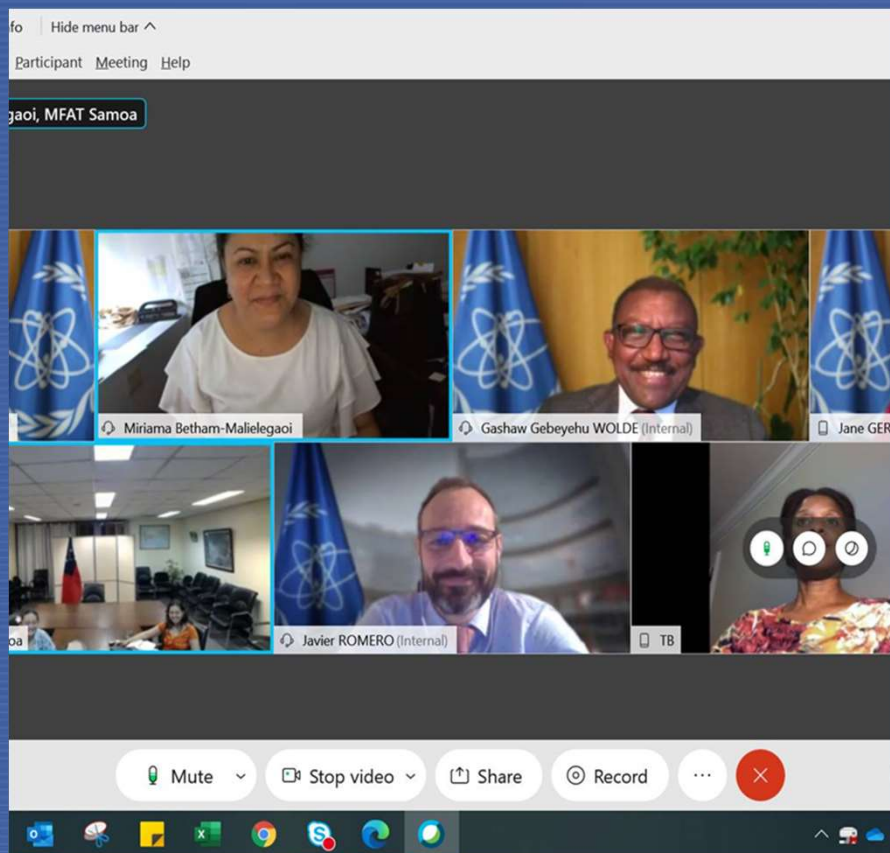 fo Hide menu bar
Participant Meeting Help
gaoi, MFAT Samoa
Miriama Betham-Malielegaoi
Gashaw Gebeyehu WOLDE (Internal)
Jane GER
oa
Javier ROMERO (Internal)
TB
Mute
Stop video
Share
Record